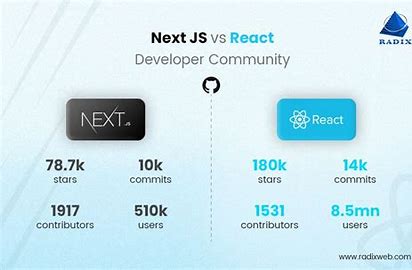 Next JS vs React
Developer Community
RADIX
NEXT.JS
React
78.7k
stars
10k
commits
1917
contributors
510k
users
180k
stars
14k
commits
1531
contributors
8.5mn
users
www.radixweb.com